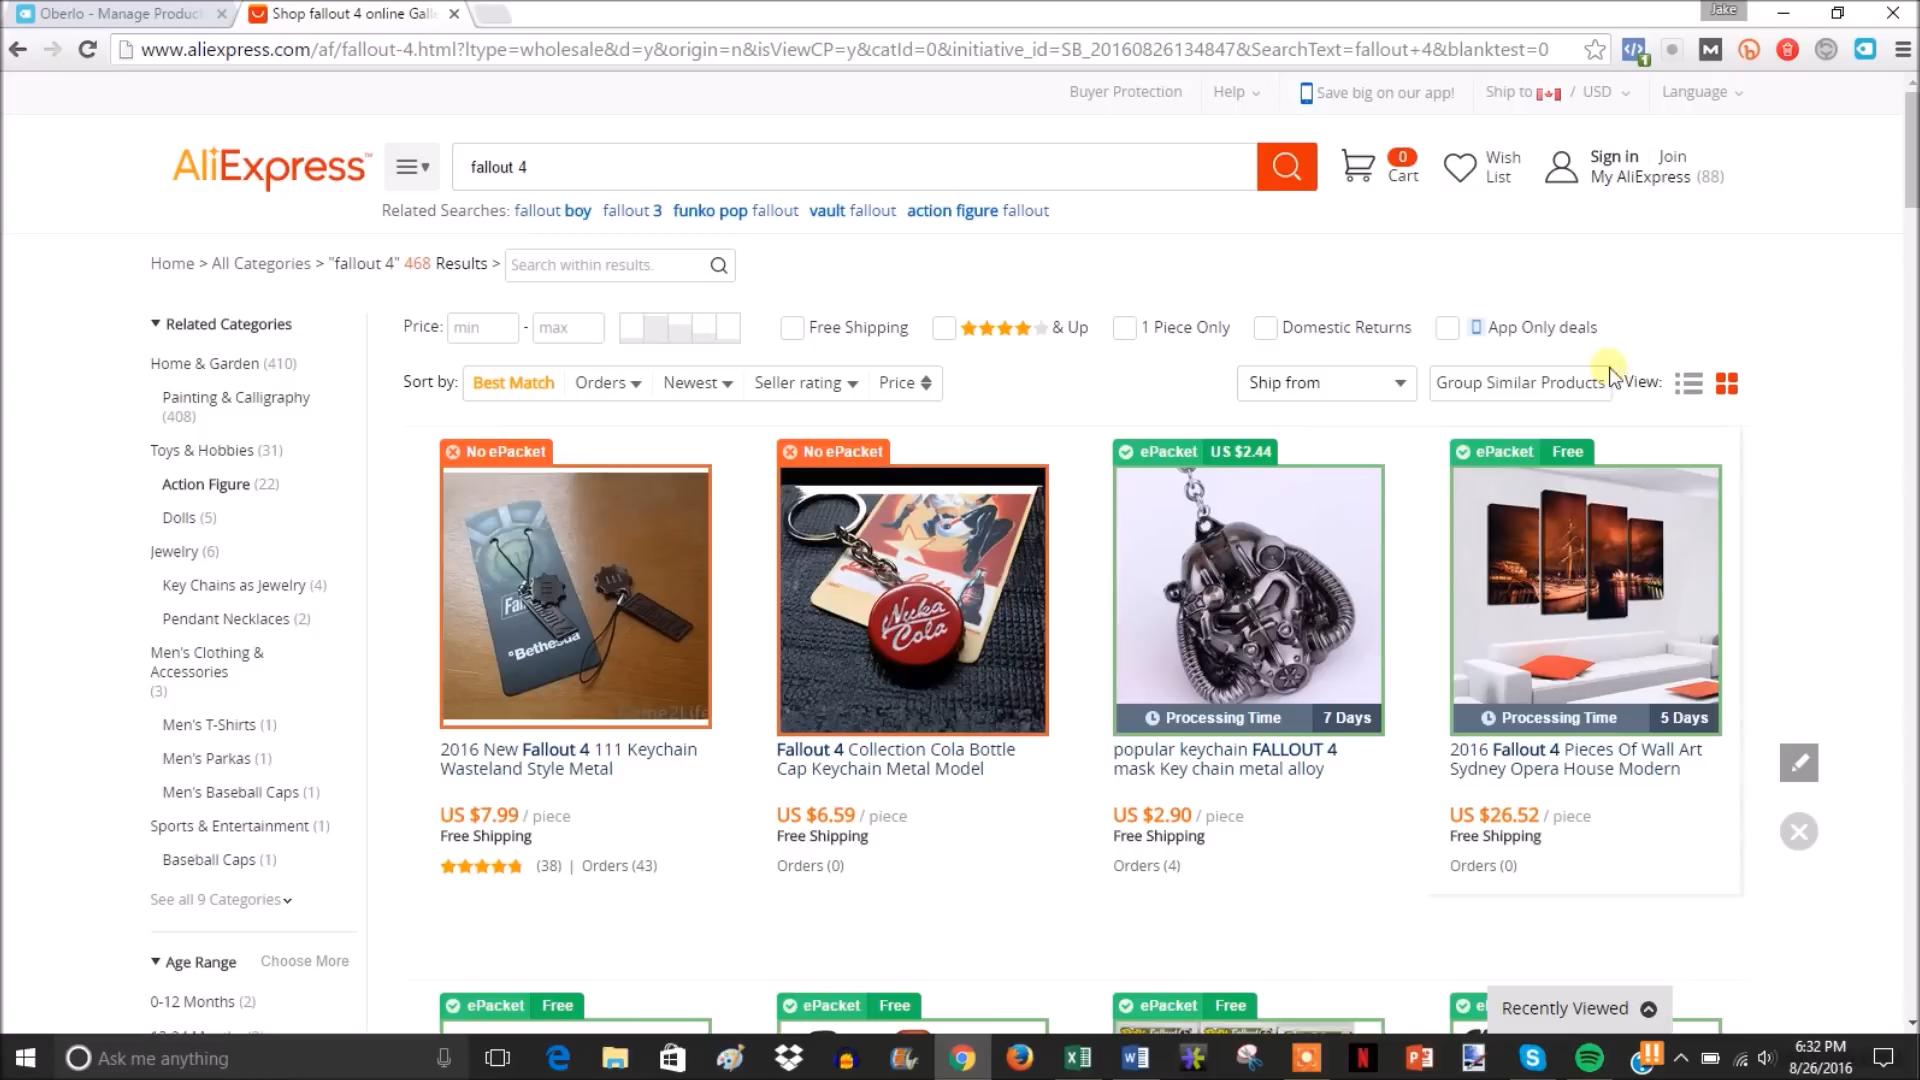 Oberlo - Manage Product
Shop fallout 4 online Gall
Jake
www.aliexpress.com/af/fallout-4.html?ltype=wholesale&d=y&origin=n&isViewCP=y&catId=0&initiative_id=SB_20160826134847&SearchText=fallout+4&blanktest=0
Buyer Protection
Help
Save big on our app!
Ship to / USD
Language
AliExpress™
fallout 4
0
Cart
Wish List
Sign in Join
My AliExpress (88)
Related Searches: fallout boy fallout 3 funko pop fallout vault fallout action figure fallout
Home > All Categories > "fallout 4" 468 Results >
Search within results.
Related Categories
Home & Garden (410)
Painting & Calligraphy
(408)
Toys & Hobbies (31)
Action Figure (22)
Dolls (5)
Jewelry (6)
Key Chains as Jewelry (4)
Pendant Necklaces (2)
Men's Clothing &
Accessories
(3)
Men's T-Shirts (1)
Men's Parkas (1)
Men's Baseball Caps (1)
Sports & Entertainment (1)
Baseball Caps (1)
See all 9 Categories
Age Range Choose More
0-12 Months (2)
Price: min - max
Free Shipping
& Up
1 Piece Only
Domestic Returns
App Only deals
Sort by: Best Match Orders Newest Seller rating Price
Ship from
Group Similar Products
View:
No ePacket
°Bethesda
2016 New Fallout 4 111 Keychain
Wasteland Style Metal
US $7.99 / piece
Free Shipping
(38) | Orders (43)
No ePacket
Nuka
Cola
Fallout 4 Collection Cola Bottle
Cap Keychain Metal Model
US $6.59 / piece
Free Shipping
Orders (0)
ePacket US $2.44
Processing Time 7 Days
popular keychain FALLOUT 4
mask Key chain metal alloy
US $2.90 / piece
Free Shipping
Orders (4)
ePacket Free
Processing Time 5 Days
2016 Fallout 4 Pieces Of Wall Art
Sydney Opera House Modern
US $26.52 / piece
Free Shipping
Orders (0)
ePacket Free
ePacket Free
ePacket Free
Recently Viewed
Ask me anything
6:32 PM
8/26/2016